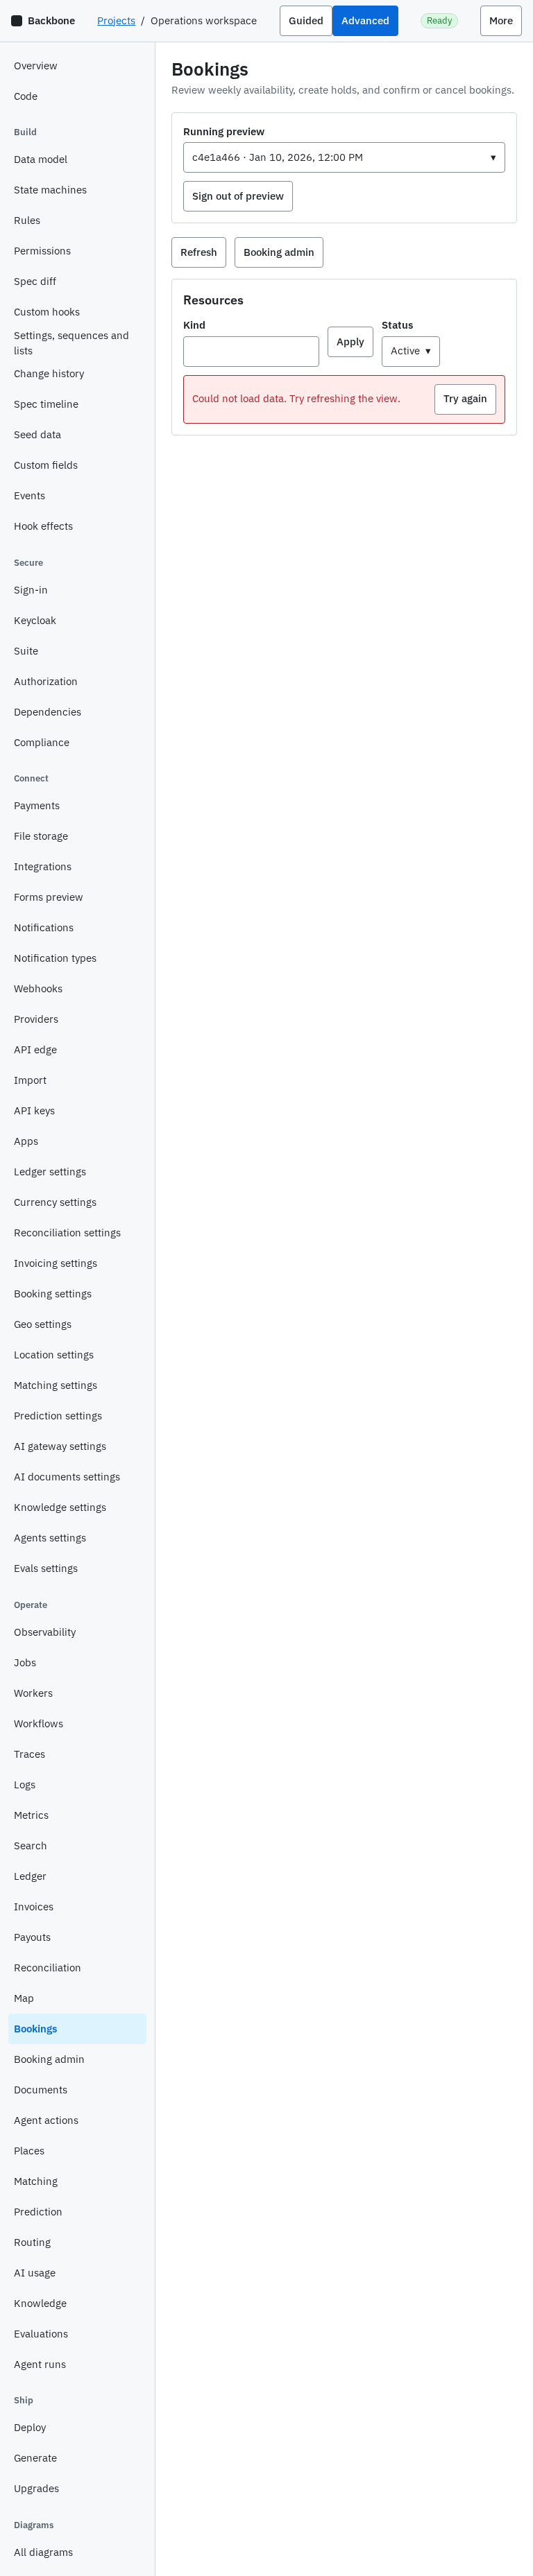 Backbone
Projects / Operations workspace
Guided
Advanced
Ready
More
Overview
Code
Build
Data model
State machines
Rules
Permissions
Spec diff
Custom hooks
Settings, sequences and
lists
Change history
Spec timeline
Seed data
Custom fields
Events
Hook effects
Secure
Sign-in
Keycloak
Suite
Authorization
Dependencies
Compliance
Connect
Payments
File storage
Integrations
Forms preview
Notifications
Notification types
Webhooks
Providers
API edge
Import
API keys
Apps
Ledger settings
Currency settings
Reconciliation settings
Invoicing settings
Booking settings
Geo settings
Location settings
Matching settings
Prediction settings
AI gateway settings
AI documents settings
Knowledge settings
Agents settings
Evals settings
Operate
Observability
Jobs
Workers
Workflows
Traces
Logs
Metrics
Search
Ledger
Invoices
Payouts
Reconciliation
Map
Bookings
Booking admin
Documents
Agent actions
Places
Matching
Prediction
Routing
AI usage
Knowledge
Evaluations
Agent runs
Ship
Deploy
Generate
Upgrades
Diagrams
All diagrams
Bookings
Review weekly availability, create holds, and confirm or cancel bookings.
Running preview
c4e1a466 · Jan 10, 2026, 12:00 PM
Sign out of preview
Refresh
Booking admin
Resources
Kind
Apply
Status
Active
Could not load data. Try refreshing the view.
Try again